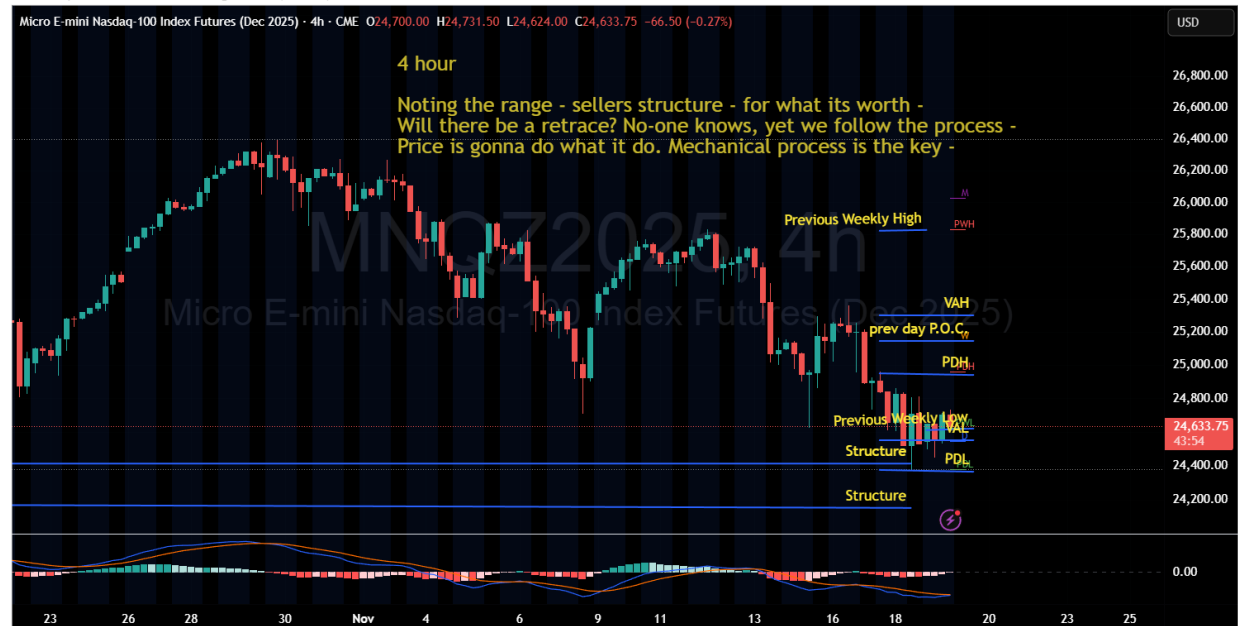 Micro E-mini Nasdaq-100 Index Futures (Dec 2025) · 4h · CME O24,700.00 H24,731.50 L24,624.00 C24,633.75 −66.50 (−0.27%)
USD
4 hour
Noting the range - sellers structure - for what its worth -
Will there be a retrace? No-one knows, yet we follow the process -
Price is gonna do what it do. Mechanical process is the key -
26,800.00
26,600.00
26,400.00
26,200.00
26,000.00
25,800.00
25,600.00
25,400.00
25,200.00
25,000.00
24,800.00
24,633.75
43:54
24,400.00
24,200.00
M
Previous Weekly High
PWH
MNQZ2025, 4h
Micro E-mini Nasdaq-100 Index Futures (Dec 2025)
VAH
prev day P.O.C.
W
PDH
Previous Weekly Low
VAL
Structure
PDL
Structure
0.00
23 26 28 30 Nov 4 6 9 11 13 16 18 20 23 25